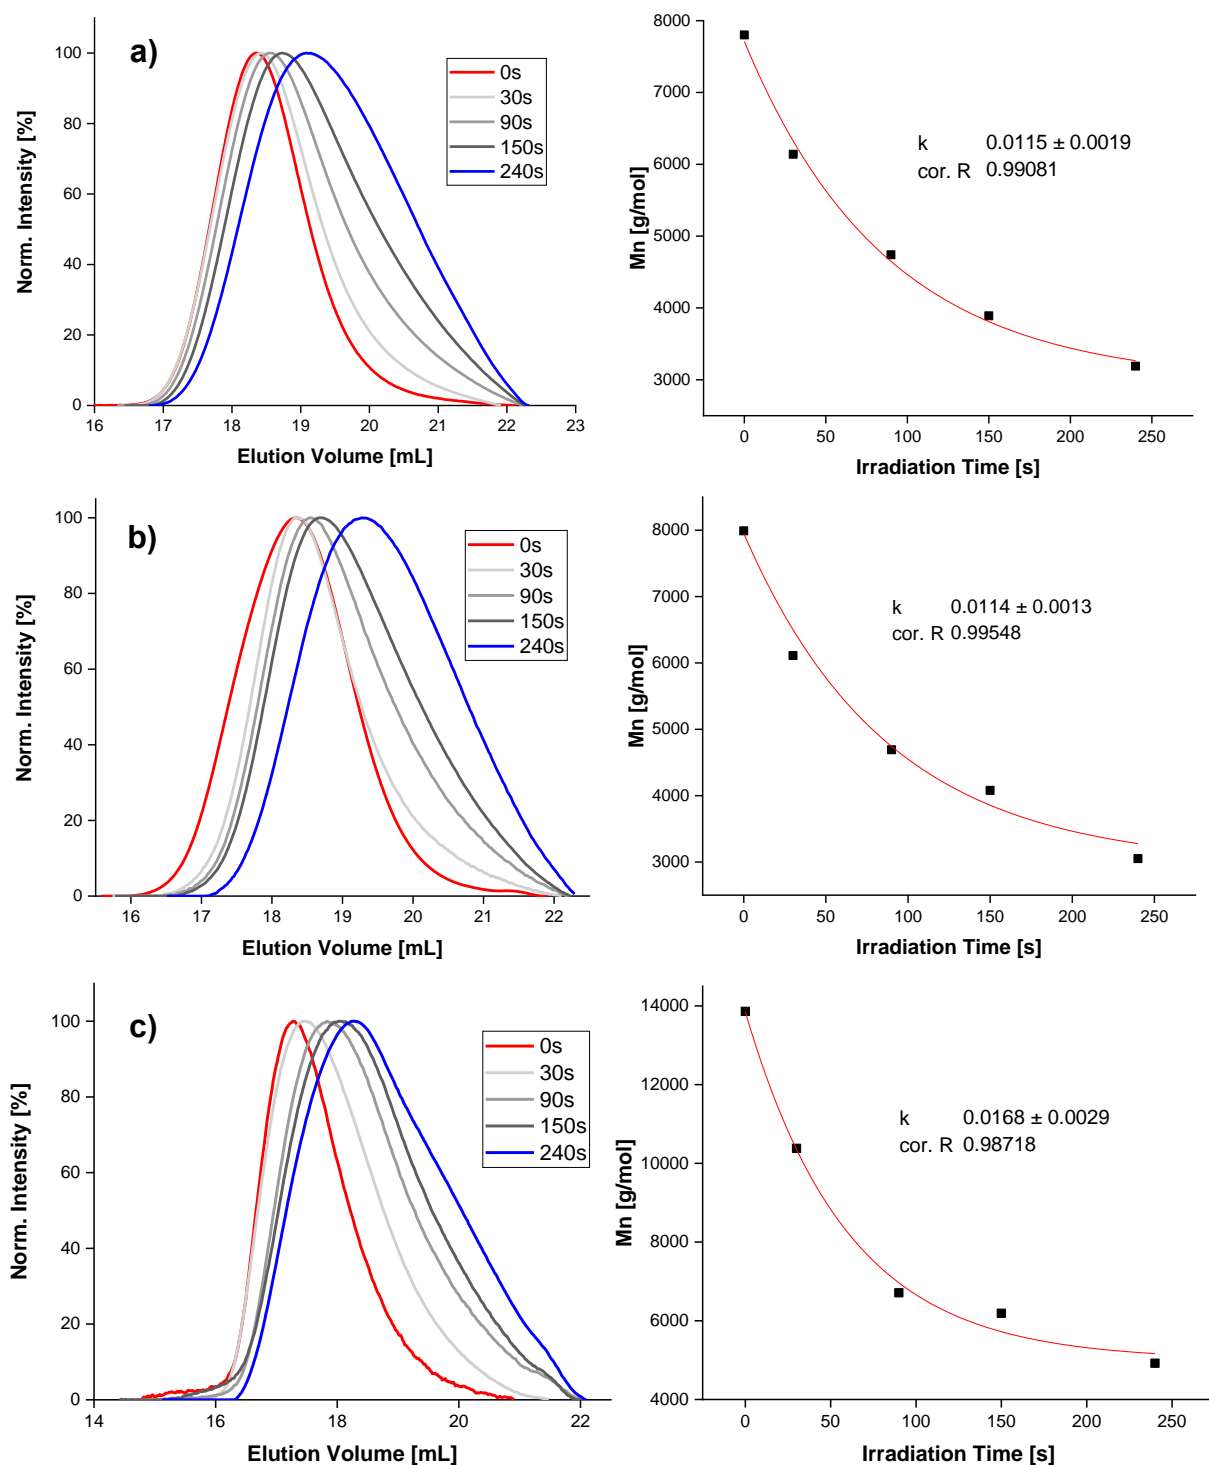 a)
Norm. Intensity [%]
100
80
60
40
20
0
16 17 18 19 20 21 22 23
Elution Volume [mL]
0s
30s
90s
150s
240s
Mn [g/mol]
8000
7000
6000
5000
4000
3000
0 50 100 150 200 250
Irradiation Time [s]
k 0.0115 ± 0.0019
cor. R 0.99081
b)
Norm. Intensity [%]
100
80
60
40
20
0
16 17 18 19 20 21 22
Elution Volume [mL]
0s
30s
90s
150s
240s
Mn [g/mol]
8000
7000
6000
5000
4000
3000
0 50 100 150 200 250
Irradiation Time [s]
k 0.0114 ± 0.0013
cor. R 0.99548
c)
Norm. Intensity [%]
100
80
60
40
20
0
14 16 18 20 22
Elution Volume [mL]
0s
30s
90s
150s
240s
Mn [g/mol]
14000
12000
10000
8000
6000
4000
0 50 100 150 200 250
Irradiation Time [s]
k 0.0168 ± 0.0029
cor. R 0.98718